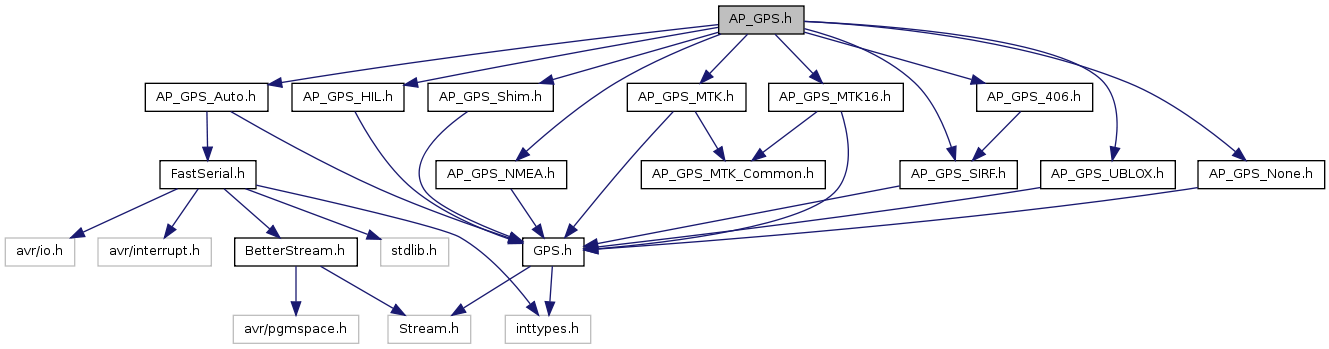 AP_GPS.h
AP_GPS_Auto.h
AP_GPS_HIL.h
AP_GPS_Shim.h
AP_GPS_MTK.h
AP_GPS_MTK16.h
AP_GPS_406.h
FastSerial.h
AP_GPS_NMEA.h
AP_GPS_MTK_Common.h
AP_GPS_SIRF.h
AP_GPS_UBLOX.h
AP_GPS_None.h
avr/io.h
avr/interrupt.h
BetterStream.h
stdlib.h
GPS.h
avr/pgmspace.h
Stream.h
inttypes.h